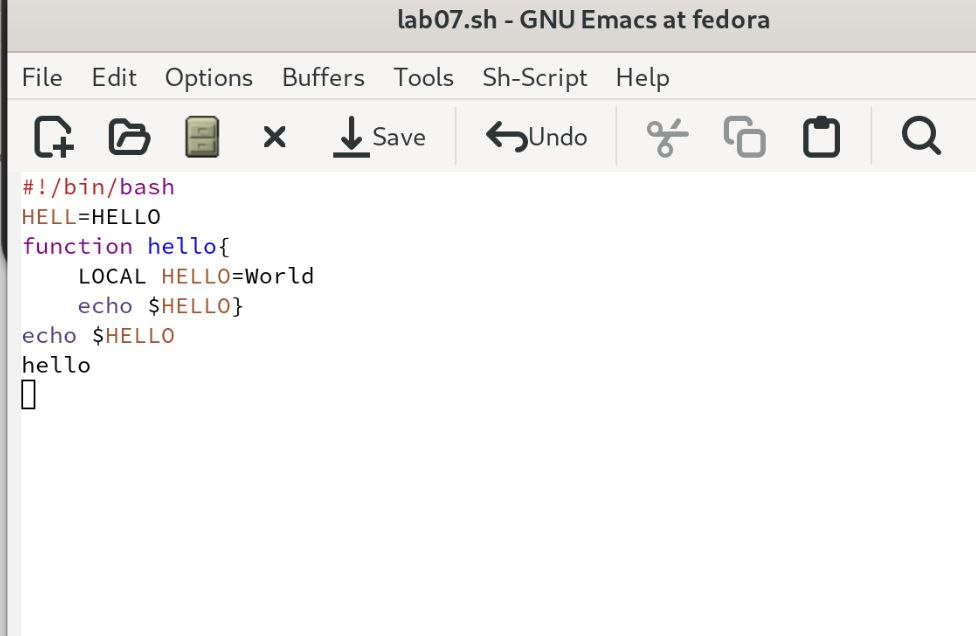 lab07.sh - GNU Emacs at fedora
File Edit Options Buffers Tools Sh-Script Help
Save Undo
#!/bin/bash
HELL=HELLO
function hello{
    LOCAL HELLO=World
    echo $HELLO}
echo $HELLO
hello